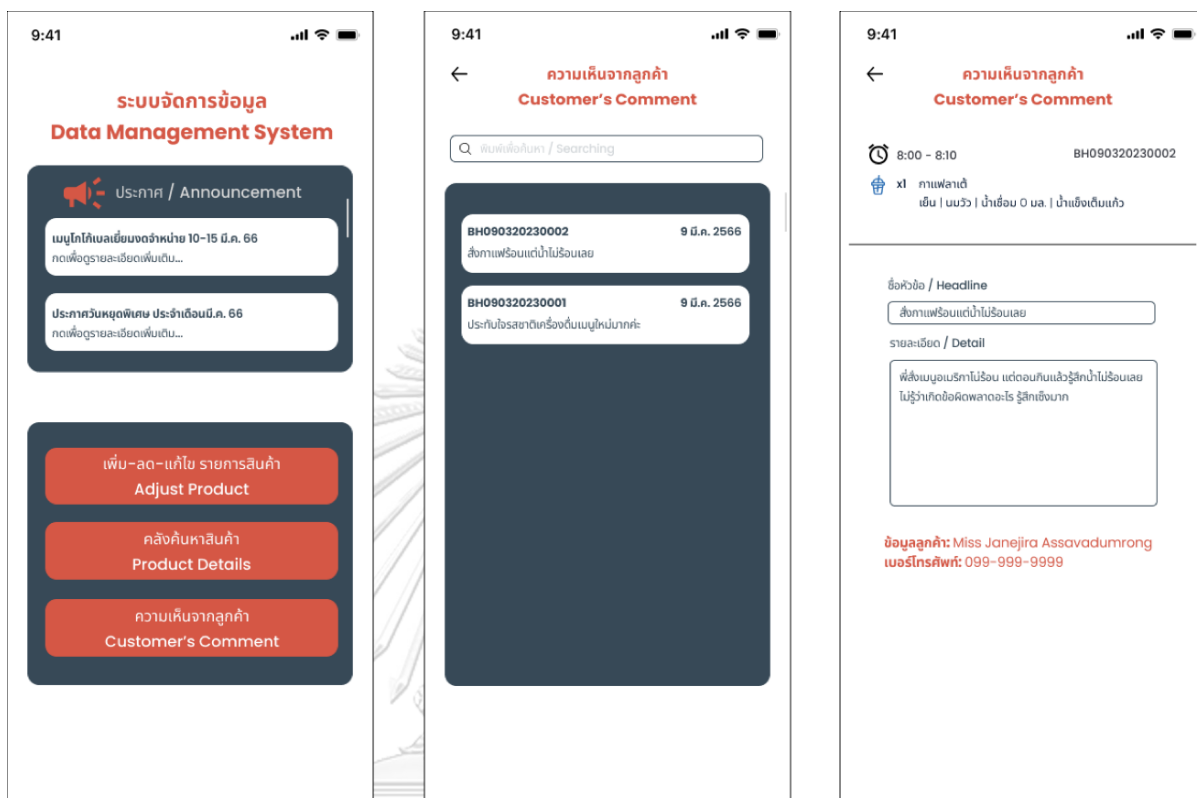 9:41
ระบบจัดการข้อมูล
Data Management System
ประกาศ / Announcement
เมนูโกโก้เบลเยี่ยมงดจำหน่าย 10-15 มี.ค. 66
กดเพื่อดูรายละเอียดเพิ่มเติม...
ประกาศวันหยุดพิเศษ ประจำเดือนมี.ค. 66
กดเพื่อดูรายละเอียดเพิ่มเติม...
เพิ่ม-ลด-แก้ไข รายการสินค้า
Adjust Product
คลังค้นหาสินค้า
Product Details
ความเห็นจากลูกค้า
Customer's Comment
9:41
ความเห็นจากลูกค้า
Customer's Comment
พิมพ์เพื่อค้นหา / Searching
BH090320230002 9 มี.ค. 2566
สั่งกาแฟร้อนแต่น้ำไม่ร้อนเลย
BH090320230001 9 มี.ค. 2566
ประทับใจรสชาติเครื่องดื่มเมนูใหม่มากค่ะ
9:41
ความเห็นจากลูกค้า
Customer's Comment
8:00 - 8:10 BH090320230002
x1 กาแฟลาเต้
เย็น | นมวัว | น้ำเชื่อม 0 มล. | น้ำแข็งเต็มแก้ว
ชื่อหัวข้อ / Headline
สั่งกาแฟร้อนแต่น้ำไม่ร้อนเลย
รายละเอียด / Detail
พี่สั่งเมนูอเมริกาโน่ร้อน แต่ตอนกินแล้วรู้สึกน้ำไม่ร้อนเลย
ไม่รู้ว่าเกิดข้อผิดพลาดอะไร รู้สึกเซ็งมาก
ข้อมูลลูกค้า: Miss Janejira Assavadumrong
เบอร์โทรศัพท์: 099-999-9999